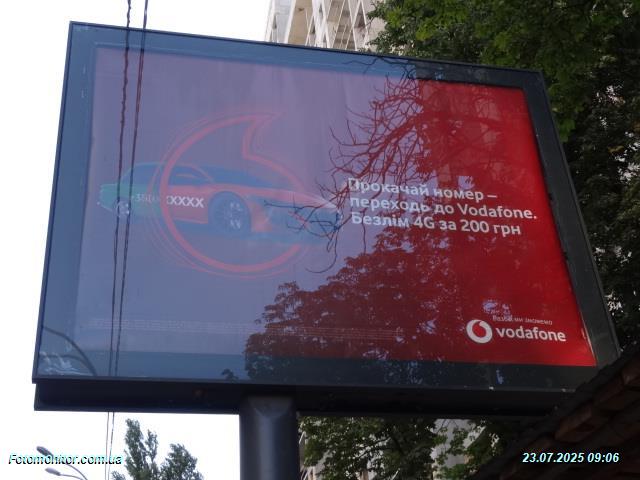 Прокачай номер –
переходь до Vodafone.
Безлім 4G за 200 грн
Разом ми зможемо
vodafone
Fotomonitor.com.ua
23.07.2025 09:06